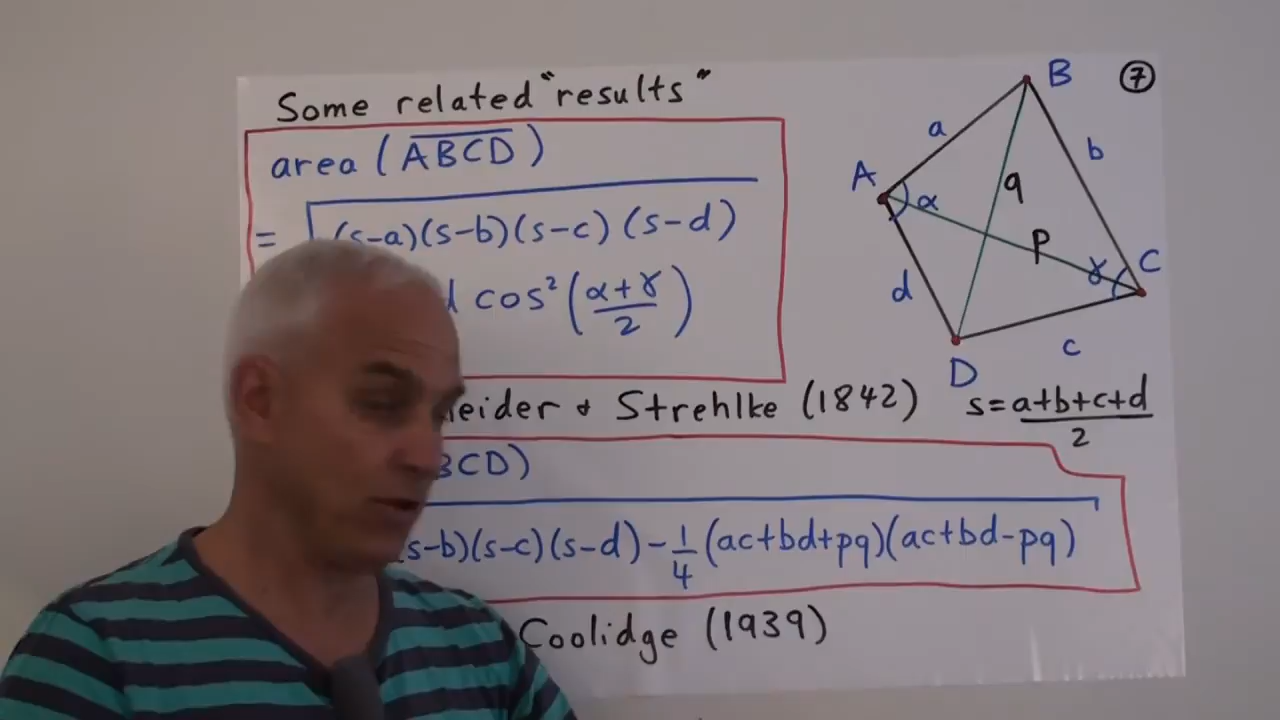 Some related "results"
⑦
area ( ABCD )
= √(s-a)(s-b)(s-c)(s-d)
cos²(α+γ/2)
Strehlke (1842)
B
a
b
A
α
q
p
γ
C
d
c
D
s=a+b+c+d/2
BCD)
(s-b)(s-c)(s-d)-1/4(ac+bd+pq)(ac+bd-pq)
Coolidge (1939)